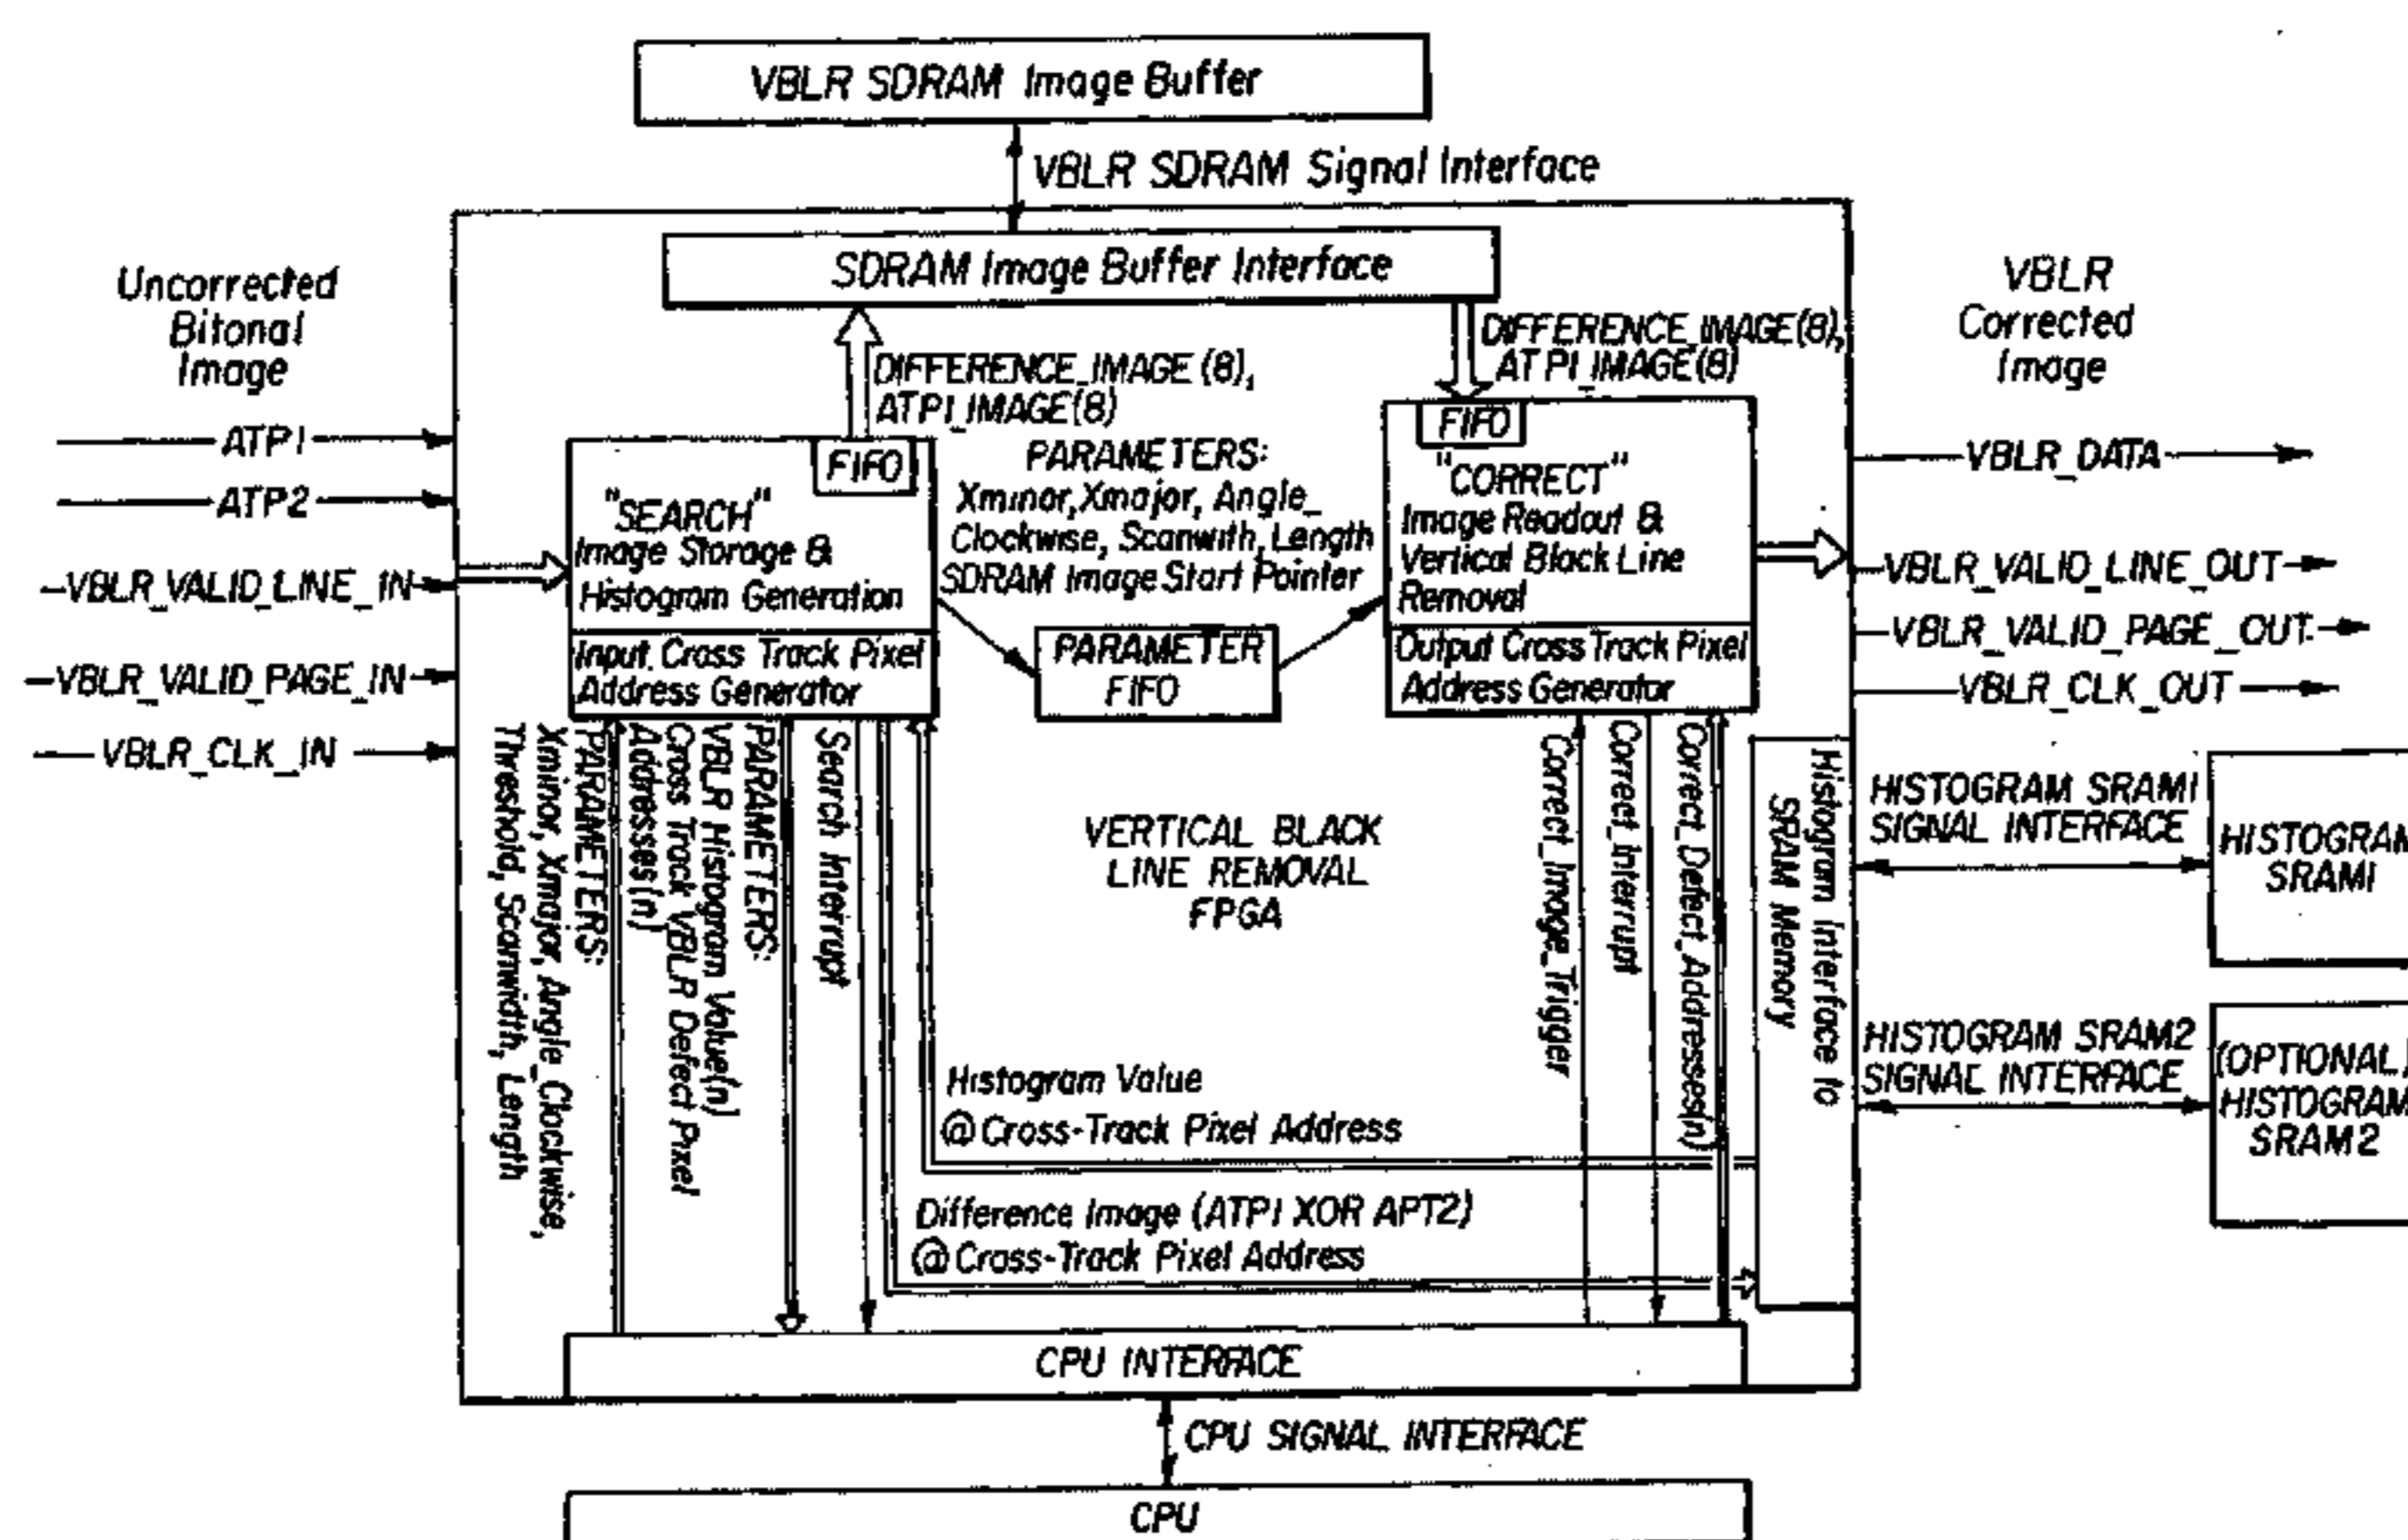 VBLR SDRAM Image Buffer
VBLR SDRAM Signal Interface
SDRAM Image Buffer Interface
Uncorrected
Bitonal
Image
ATP1
ATP2
VBLR_VALID_LINE_IN
VBLR_VALID_PAGE_IN
VBLR_CLK_IN
DIFFERENCE_IMAGE (8),
ATP1_IMAGE(8)
DIFFERENCE_IMAGE(8),
ATP1_IMAGE(8)
FIFO
"SEARCH"
Image Storage &
Histogram Generation
Input Cross Track Pixel
Address Generator
PARAMETERS:
Xminor, Xmajor, Angle_
Clockwise, Scanwith, Length
SDRAM Image Start Pointer
PARAMETER
FIFO
FIFO
"CORRECT"
Image Readout &
Vertical Black Line
Removal
Output Cross Track Pixel
Address Generator
VBLR
Corrected
Image
VBLR_DATA
VBLR_VALID_LINE_OUT
VBLR_VALID_PAGE_OUT
VBLR_CLK_OUT
PARAMETERS:
Xminor, Xmajor, Angle_Clockwise,
Threshold, Scanwidth, Length
PARAMETERS:
VBLR Histogram Value(n)
Cross Track VBLR Defect Pixel
Addresses(n)
Search Interrupt
VERTICAL BLACK
LINE REMOVAL
FPGA
Correct_Image_Trigger
Correct_Interrupt
Correct_Defect_Addresses(n)
Histogram Interface to
SRAM Memory
HISTOGRAM SRAM1
SIGNAL INTERFACE
HISTOGRAM
SRAM1
HISTOGRAM SRAM2
SIGNAL INTERFACE
(OPTIONAL)
HISTOGRAM
SRAM2
Histogram Value
@ Cross-Track Pixel Address
Difference Image (ATP1 XOR APT2)
@ Cross-Track Pixel Address
CPU INTERFACE
CPU SIGNAL INTERFACE
CPU